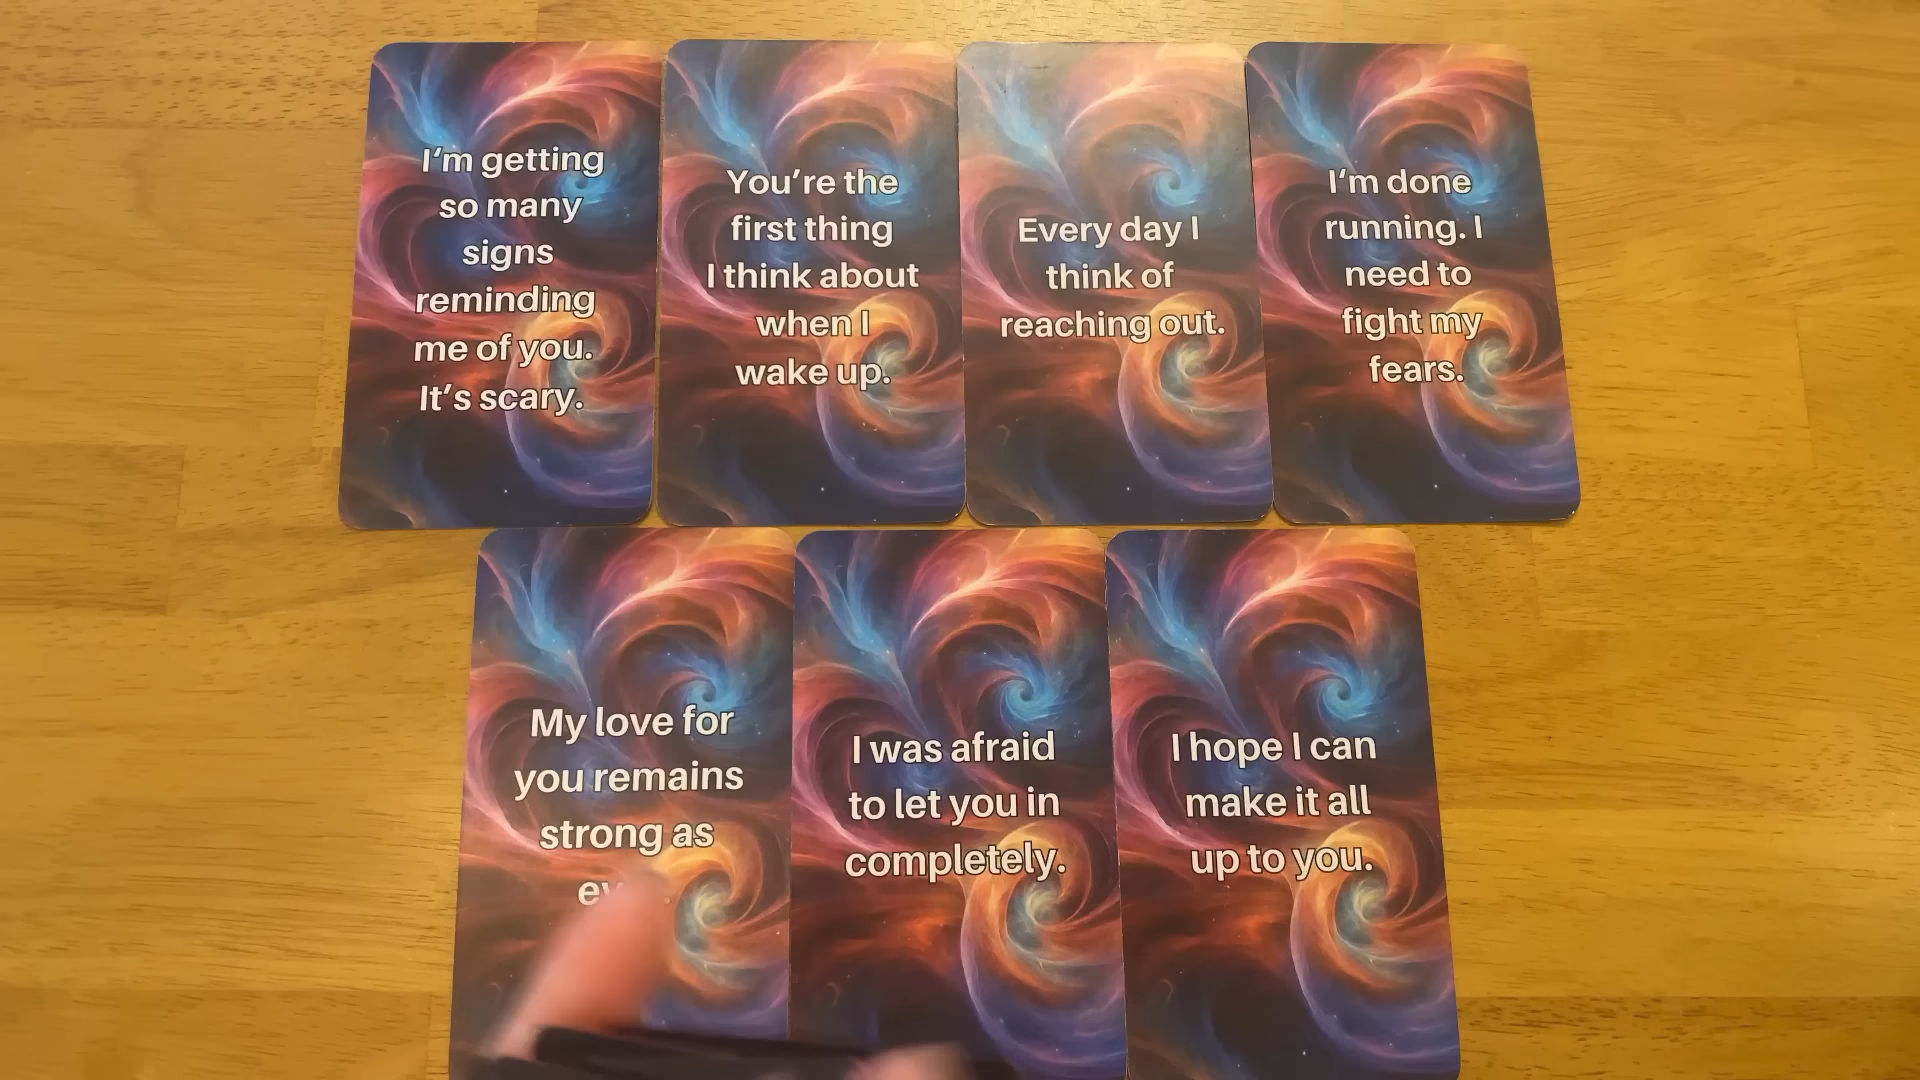 I'm getting
so many
signs
reminding
me of you.
It's scary.
You're the
first thing
I think about
when I
wake up.
Every day I
think of
reaching out.
I'm done
running. I
need to
fight my
fears.
My love for
you remains
strong as
I was afraid
to let you in
completely.
I hope I can
make it all
up to you.